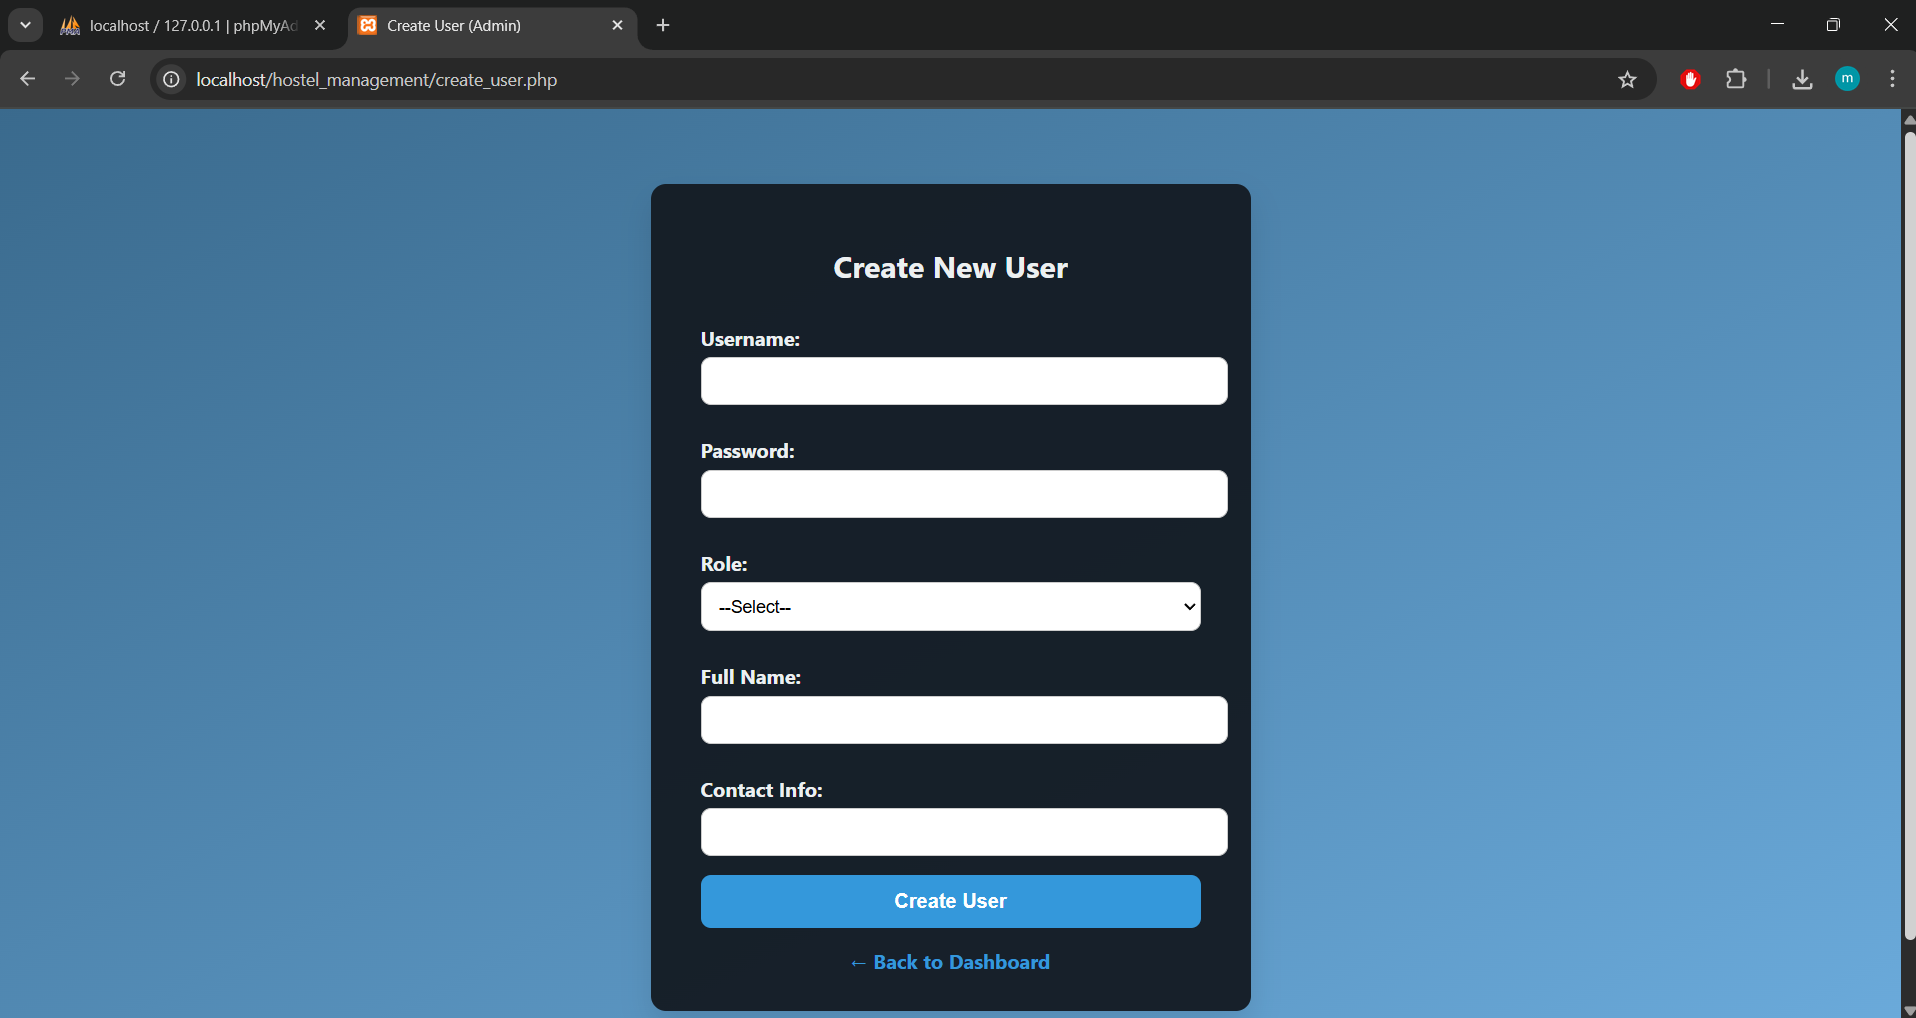 localhost / 127.0.0.1 | phpMyAd
Create User (Admin)
localhost/hostel_management/create_user.php
m
Create New User
Username:
Password:
Role:
--Select--
Full Name:
Contact Info:
Create User
← Back to Dashboard